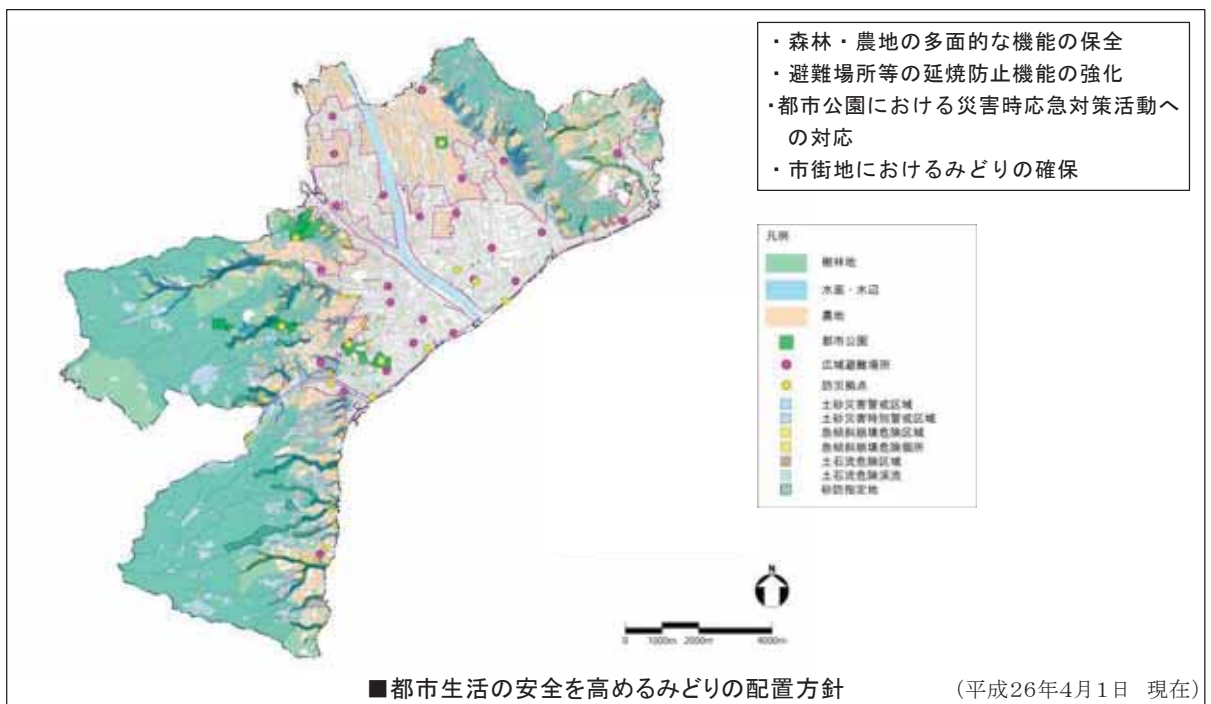 ・森林・農地の多面的な機能の保全
・避難場所等の延焼防止機能の強化
・都市公園における災害時応急対策活動へ
の対応
・市街地におけるみどりの確保
凡例
樹林地
水面・水辺
農地
都市公園
広域避難場所
防災拠点
土砂災害警戒区域
土砂災害特別警戒区域
急傾斜崩壊危険区域
急傾斜崩壊危険個所
土石流危険区域
土石流危険渓流
砂防指定地
N
0 1000m 2000m 4000m
■都市生活の安全を高めるみどりの配置方針
(平成26年4月1日 現在)